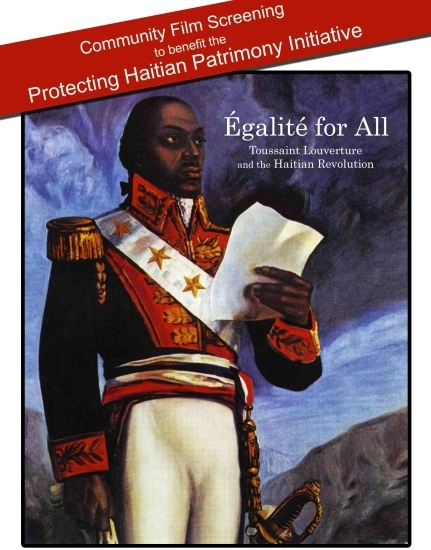 Community Film Screening
to benefit the
Protecting Haitian Patrimony Initiative
Égalité for All
Toussaint Louverture
and the Haitian Revolution